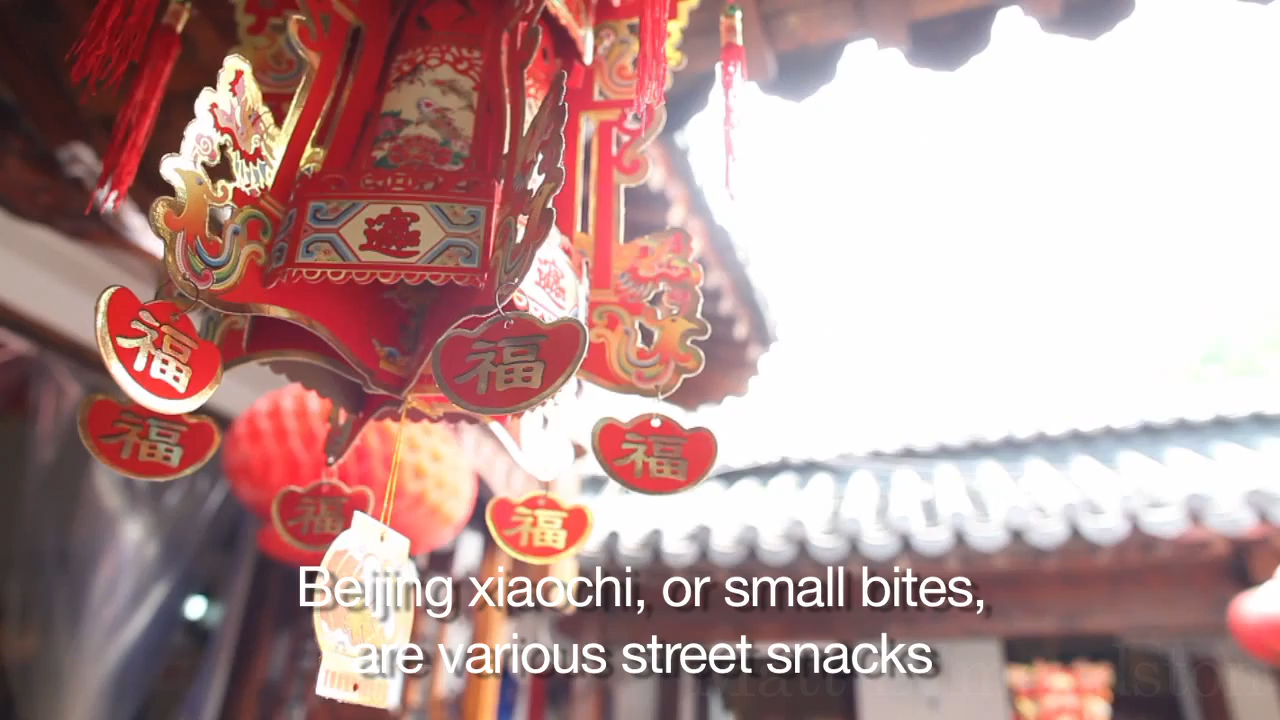 福
福
福
福
福
福
Beijing xiaochi, or small bites,
are various street snacks